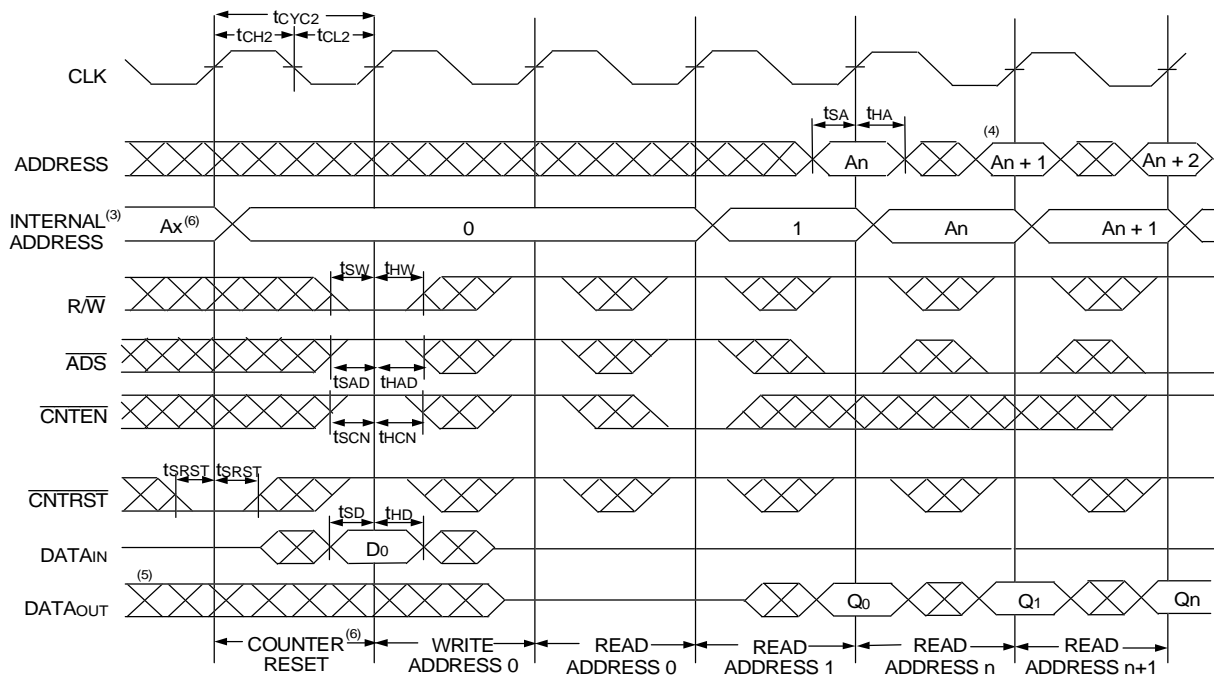 tCYC2
tCH2 tCL2
CLK
tSA tHA
(4)
ADDRESS An An + 1 An + 2
INTERNAL(3) ADDRESS Ax(6) 0 1 An An + 1
tSW tHW
R/W̅
A̅D̅S̅
tSAD tHAD
C̅N̅T̅E̅N̅
tSCN tHCN
tSRST tSRST
C̅N̅T̅R̅S̅T̅
tSD tHD
DATAIN D0
(5)
DATAOUT Q0 Q1 Qn
COUNTER(6) WRITE READ READ READ READ
RESET ADDRESS 0 ADDRESS 0 ADDRESS 1 ADDRESS n ADDRESS n+1